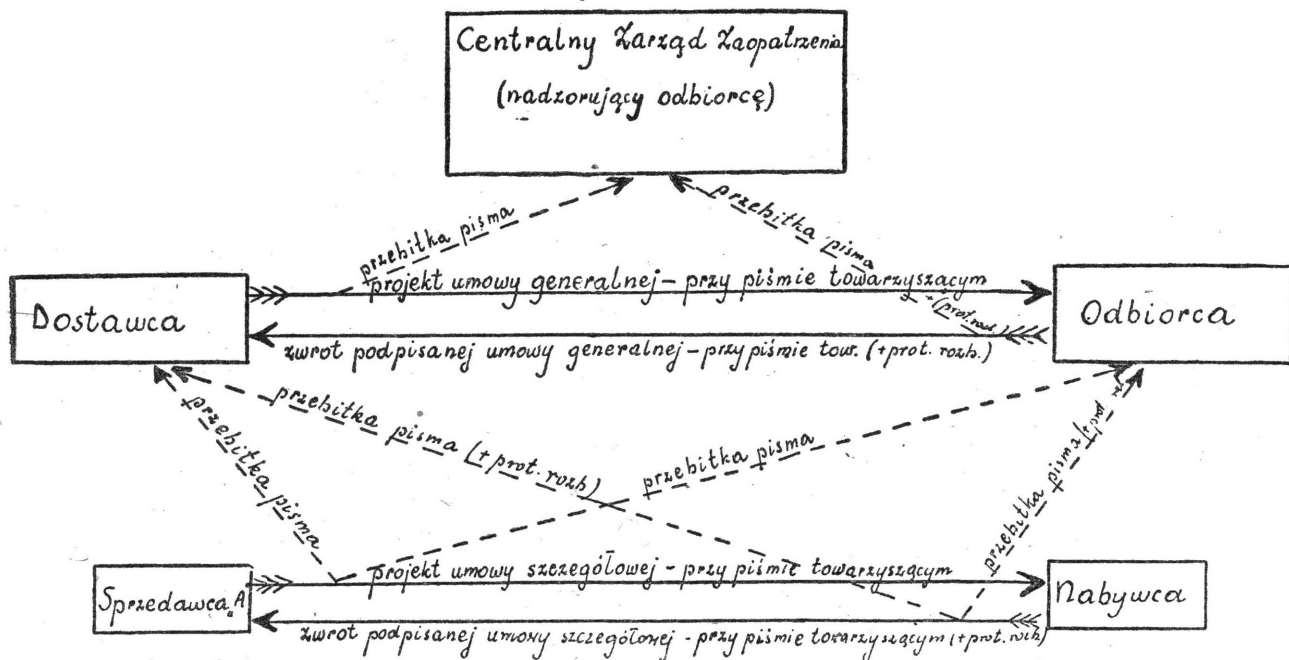 Centralny Zarząd Zaopatrzenia
(nadzorujący odbiorcę)
przebitka pisma
przebitka pisma
+(prot. rozb.)
projekt umowy generalnej – przy piśmie towarzyszącym
Dostawca
Odbiorca
zwrot podpisanej umowy generalnej – przy piśmie tow. (+ prot. rozb.)
przebitka pisma
przebitka pisma (+ prot. rozb)
przebitka pisma
przebitka pisma (+ prot
projekt umowy szczegółowej – przy piśmie towarzyszącym
Sprzedawca „A
Nabywca
zwrot podpisanej umowy szczegółowej – przy piśmie towarzyszącym (+ prot. rozb)